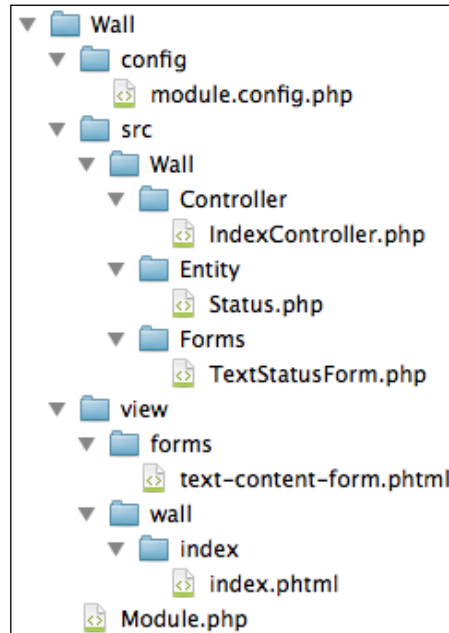 Wall
config
module.config.php
src
Wall
Controller
IndexController.php
Entity
Status.php
Forms
TextStatusForm.php
view
forms
text-content-form.phtml
wall
index
index.phtml
Module.php